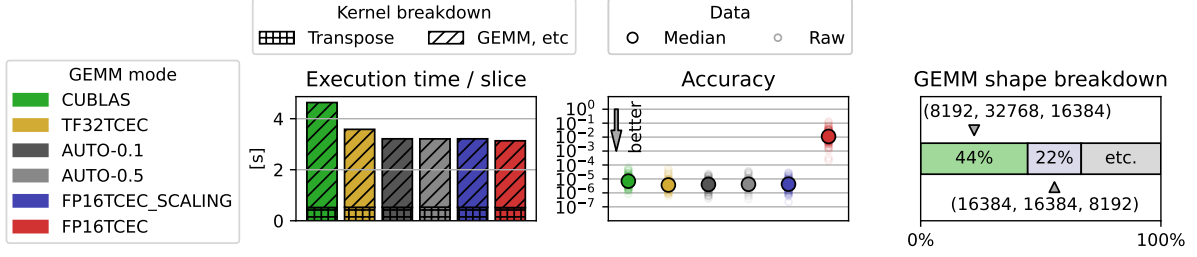 Kernel breakdown
Transpose
GEMM, etc
Data
Median
Raw
GEMM mode
CUBLAS
TF32TCEC
AUTO-0.1
AUTO-0.5
FP16TCEC_SCALING
FP16TCEC
Execution time / slice
[s]
4
2
0
Accuracy
10⁰
10⁻¹
10⁻²
10⁻³
10⁻⁴
10⁻⁵
10⁻⁶
10⁻⁷
better
GEMM shape breakdown
(8192, 32768, 16384)
44%
22%
etc.
(16384, 16384, 8192)
0%
100%